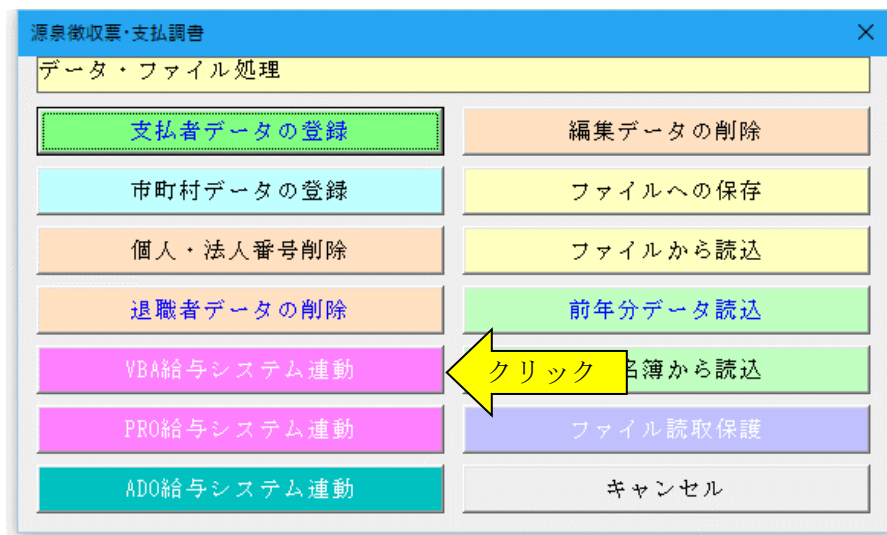 源泉徴収票・支払調書
データ・ファイル処理
支払者データの登録
編集データの削除
市町村データの登録
ファイルへの保存
個人・法人番号削除
ファイルから読込
退職者データの削除
前年分データ読込
VBA給与システム連動
クリック
名簿から読込
PRO給与システム連動
ファイル読取保護
ADO給与システム連動
キャンセル